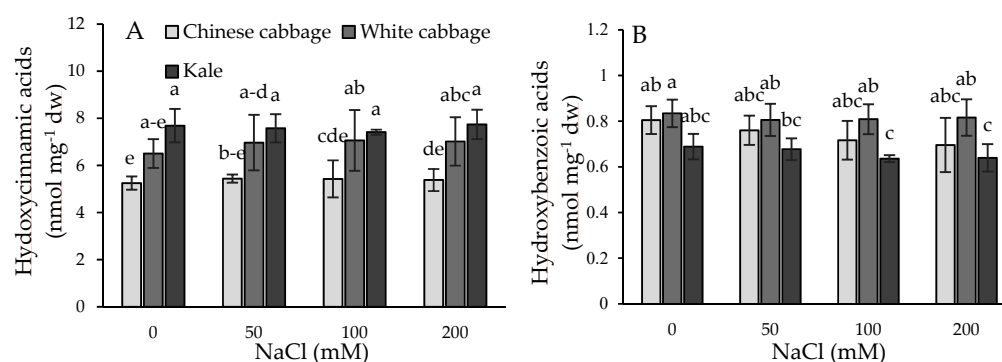 A
Chinese cabbage
White cabbage
Kale
Hydoxycinnamic acids
(nmol mg-1 dw)
12
10
8
6
4
2
0
e
a-e
a
b-e
a-d
a
cde
ab
a
de
abc
a
0
50
100
200
NaCl (mM)
B
Hydroxybenzoic acids
(nmol mg-1 dw)
1.2
1
0.8
0.6
0.4
0.2
0
ab
a
abc
abc
ab
bc
abc
ab
c
abc
ab
c
0
50
100
200
NaCl (mM)